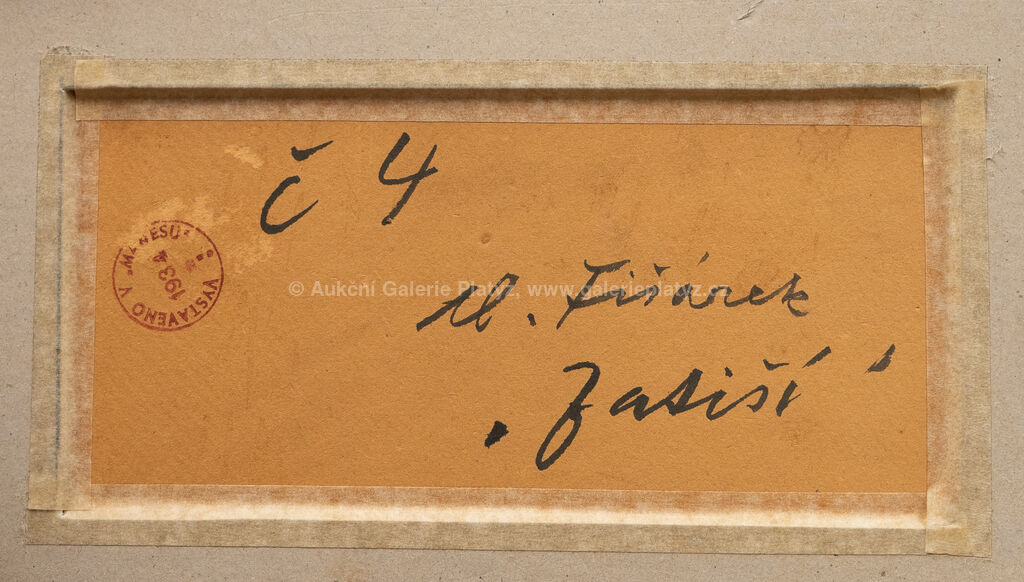 č 4
VYSTAVENO V „MÁNESU“
1934
© Aukční Galerie Platýz, www.galerieplatyz.cz
A. Fišárek
„Zátiší“